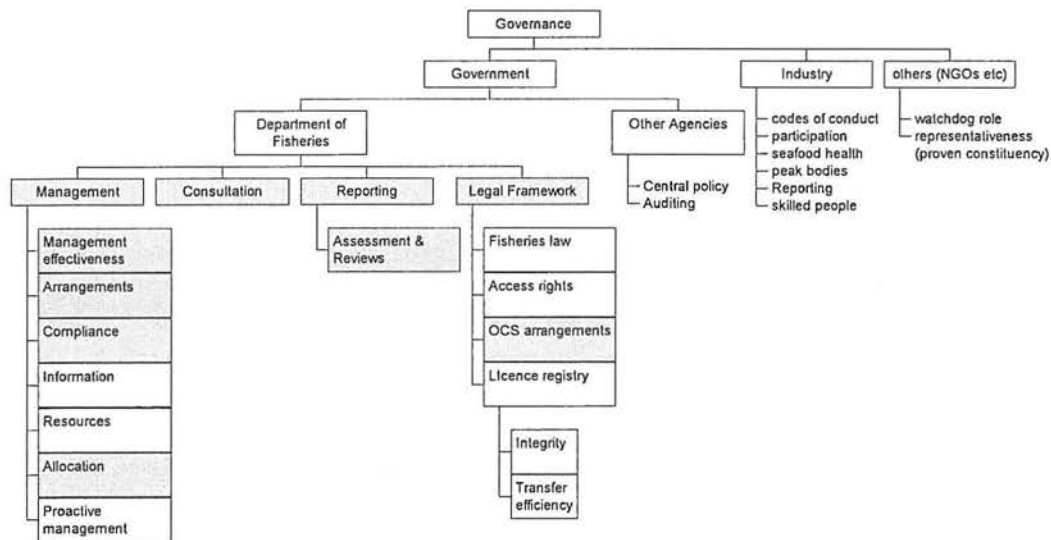 Governance
Government
Industry
others (NGOs etc)
Department of
Fisheries
Other Agencies
codes of conduct
participation
seafood health
peak bodies
Reporting
skilled people
watchdog role
representativeness
(proven constituency)
Central policy
Auditing
Management
Consultation
Reporting
Legal Framework
Management
effectiveness
Arrangements
Compliance
Information
Resources
Allocation
Proactive
management
Assessment &
Reviews
Fisheries law
Access rights
OCS arrangements
LIcence registry
Integrity
Transfer
efficiency